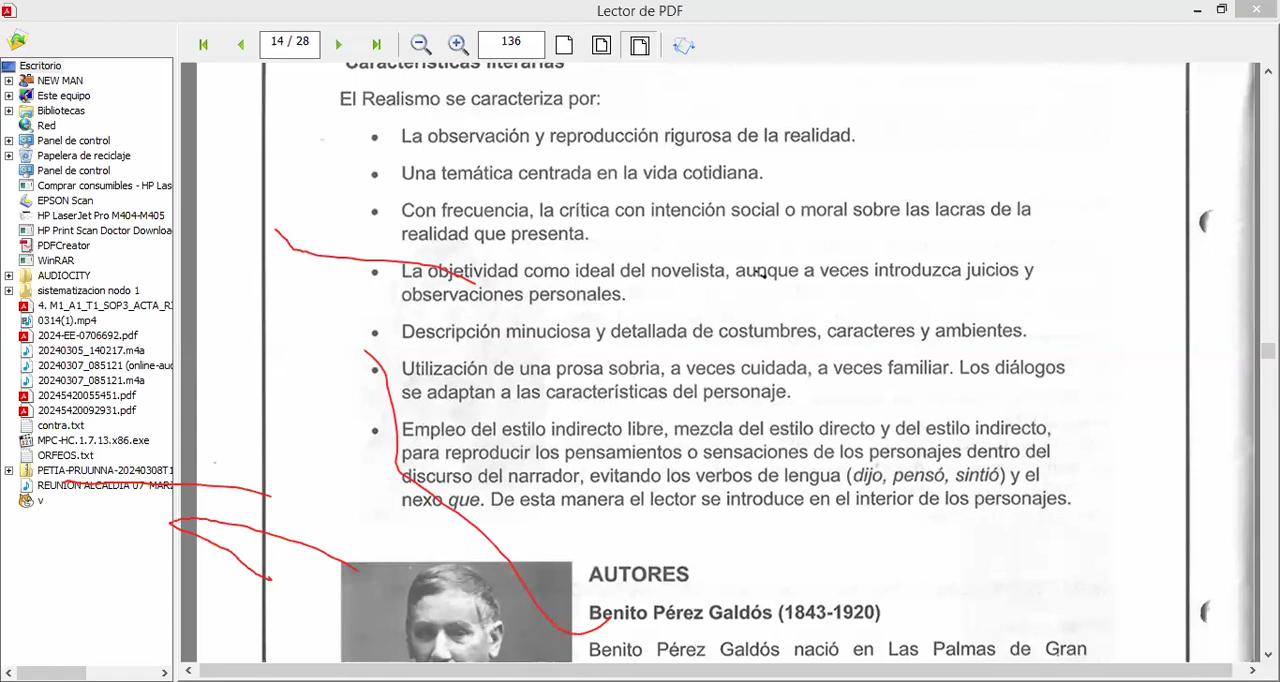 Lector de PDF
14 / 28
136
Escritorio
NEW MAN
Este equipo
Bibliotecas
Red
Panel de control
Papelera de reciclaje
Panel de control
Comprar consumibles - HP Las
EPSON Scan
HP LaserJet Pro M404-M405
HP Print Scan Doctor Downloa
PDFCreator
WinRAR
AUDIOCITY
sistematizacion nodo 1
4. M1_A1_T1_SOP3_ACTA_R
0314(1).mp4
2024-EE-0706692.pdf
20240305_140217.m4a
20240307_085121 (online-aud
20240307_085121.m4a
20245420055451.pdf
20245420092931.pdf
contra.txt
MPC-HC.1.7.13.x86.exe
ORFEOS.txt
PETIA-PRUUNNA-20240308T1
REUNION ALCALDIA 07 MAR
v
Características literarias
El Realismo se caracteriza por:
• La observación y reproducción rigurosa de la realidad.
• Una temática centrada en la vida cotidiana.
• Con frecuencia, la crítica con intención social o moral sobre las lacras de la
realidad que presenta.
• La objetividad como ideal del novelista, aunque a veces introduzca juicios y
observaciones personales.
• Descripción minuciosa y detallada de costumbres, caracteres y ambientes.
• Utilización de una prosa sobria, a veces cuidada, a veces familiar. Los diálogos
se adaptan a las características del personaje.
• Empleo del estilo indirecto libre, mezcla del estilo directo y del estilo indirecto,
para reproducir los pensamientos o sensaciones de los personajes dentro del
discurso del narrador, evitando los verbos de lengua (dijo, pensó, sintió) y el
nexo que. De esta manera el lector se introduce en el interior de los personajes.
AUTORES
Benito Pérez Galdós (1843-1920)
Benito Pérez Galdós nació en Las Palmas de Gran